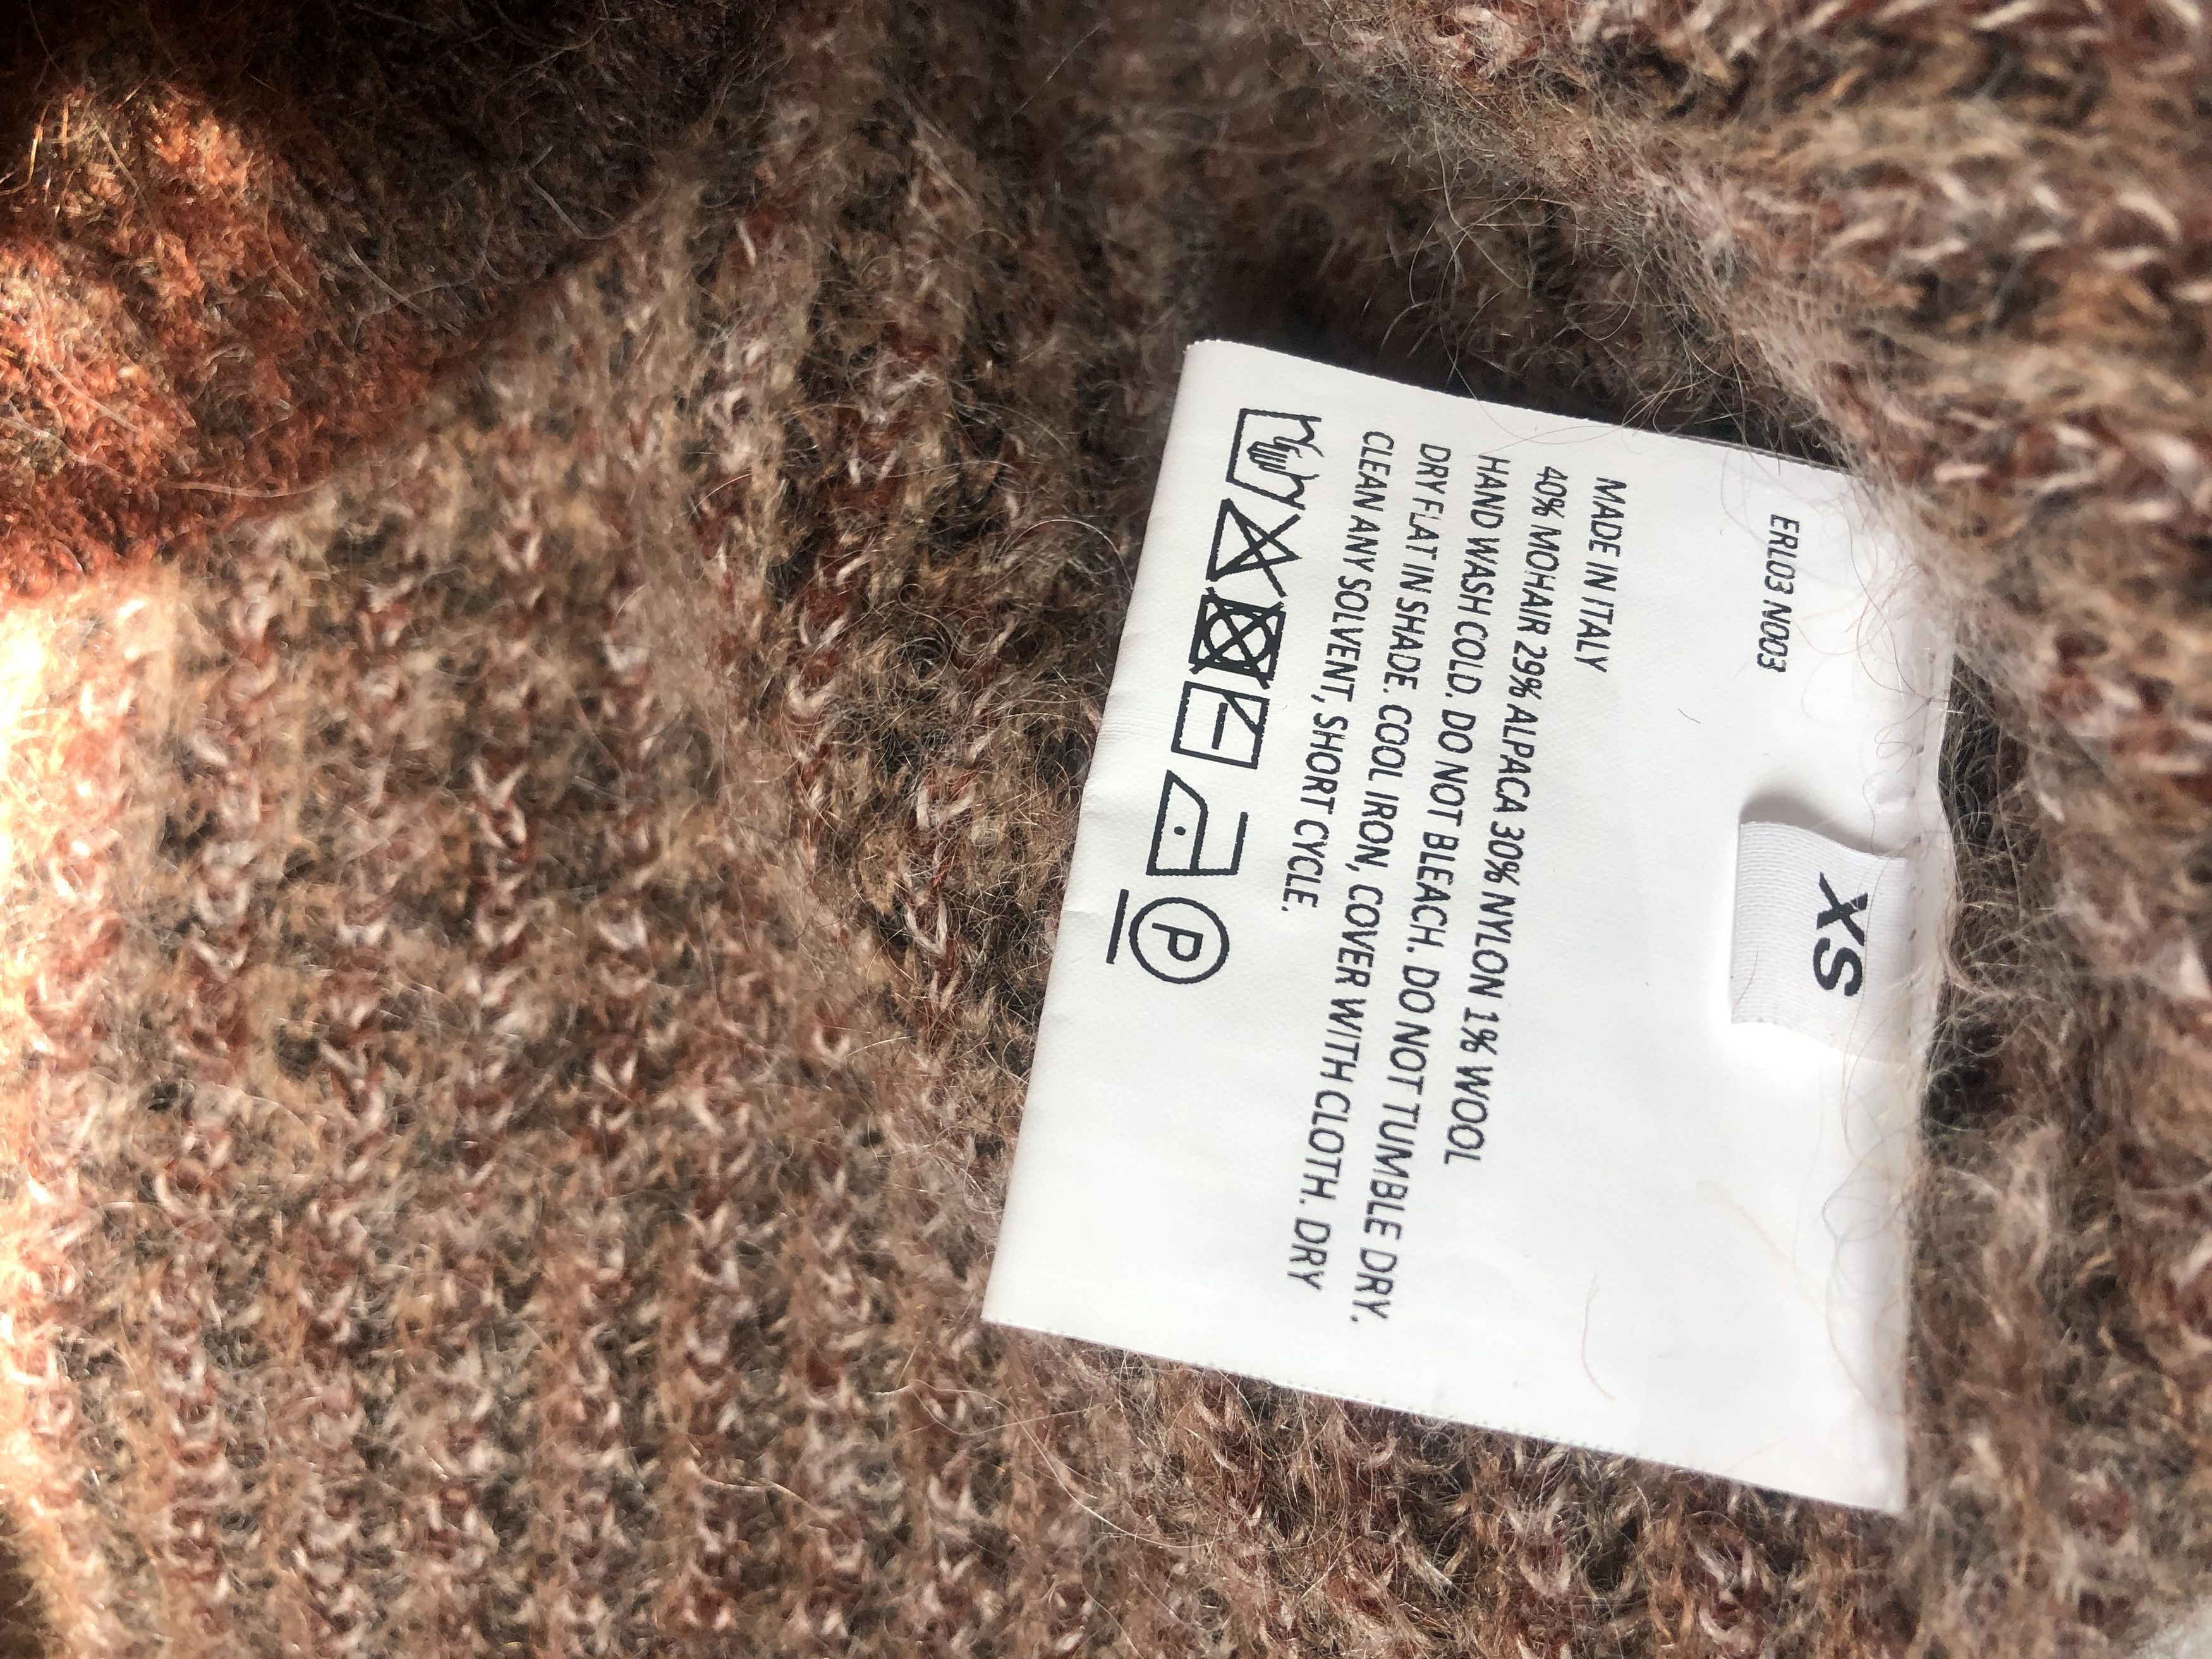 XS
ERL03 N003
MADE IN ITALY
40% MOHAIR 29% ALPACA 30% NYLON 1% WOOL
HAND WASH COLD. DO NOT BLEACH. DO NOT TUMBLE DRY.
DRY FLAT IN SHADE. COOL IRON, COVER WITH CLOTH. DRY
CLEAN ANY SOLVENT, SHORT CYCLE.
P